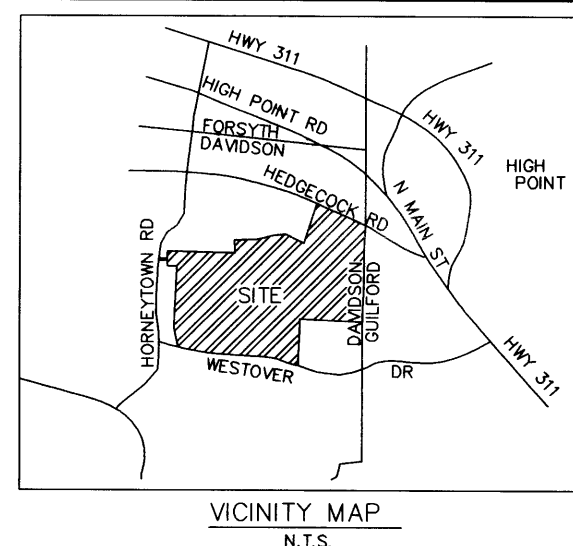 HWY 311
HIGH POINT RD
FORSYTH
DAVIDSON
HWY 311
HIGH
POINT
HEDGECOCK RD
N MAIN ST
HORNEYTOWN RD
SITE
DAVIDSON
GUILFORD
WESTOVER DR
HWY 311
VICINITY MAP
N.T.S.